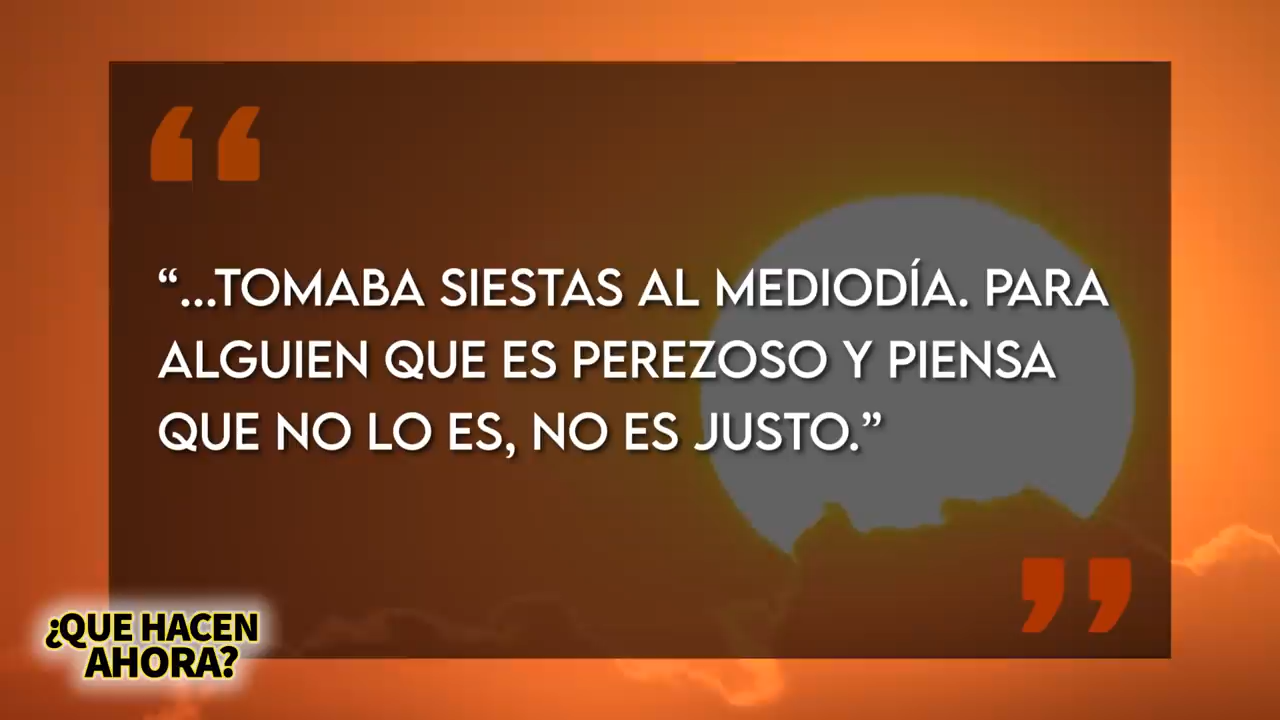 “...TOMABA SIESTAS AL MEDIODÍA. PARA
ALGUIEN QUE ES PEREZOSO Y PIENSA
QUE NO LO ES, NO ES JUSTO.”
¿QUE HACEN
AHORA?